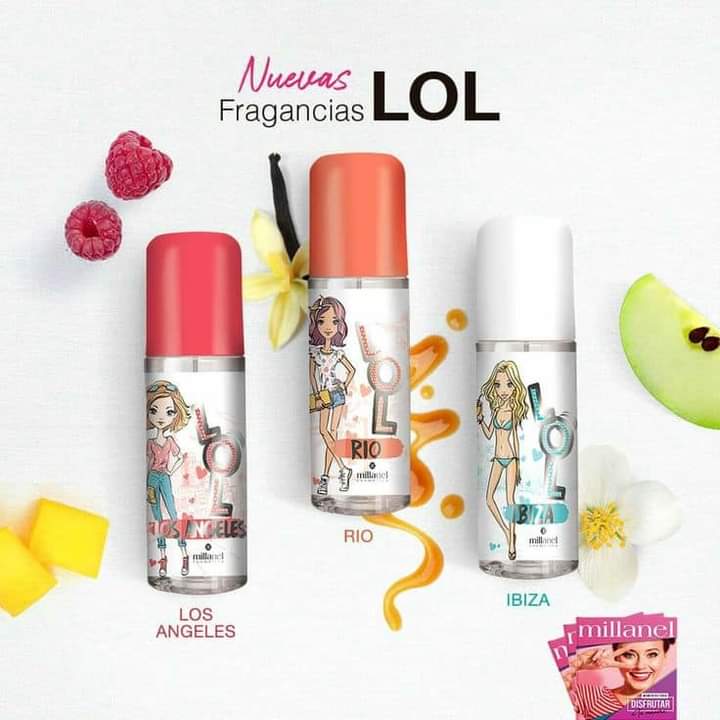 Nuevas
Fragancias LOL
LOL
LOS ANGELES
millanel
LOL
RIO
millanel
LOL
IBIZA
millanel
LOS
ANGELES
RIO
IBIZA
millanel
DISFRUTAR